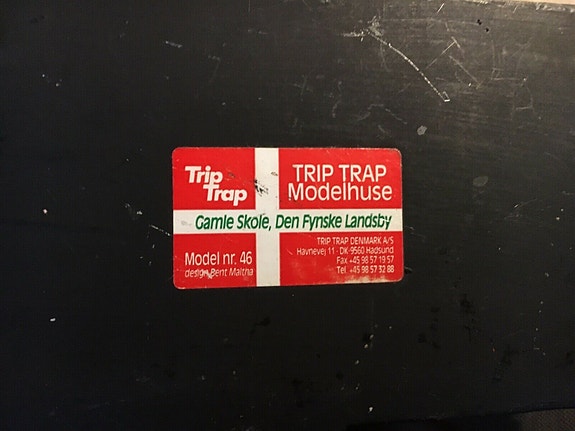 Trip
Trap
TRIP TRAP
Modelhuse
Gamle Skole, Den Fynske Landsby
Model nr. 46
design Bent Maltha
TRIP TRAP DENMARK A/S
Havnevej 11 · DK-9560 Hadsund
Fax +45 98 57 19 57
Tel. +45 98 57 32 88